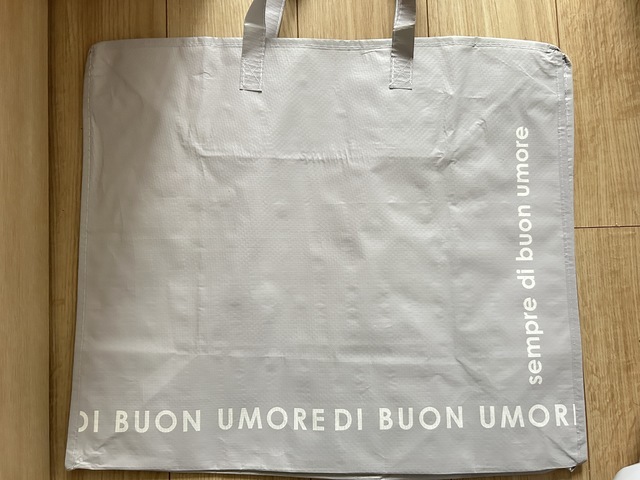 sempre di buon umore
DI BUON UMORE DI BUON UMOR